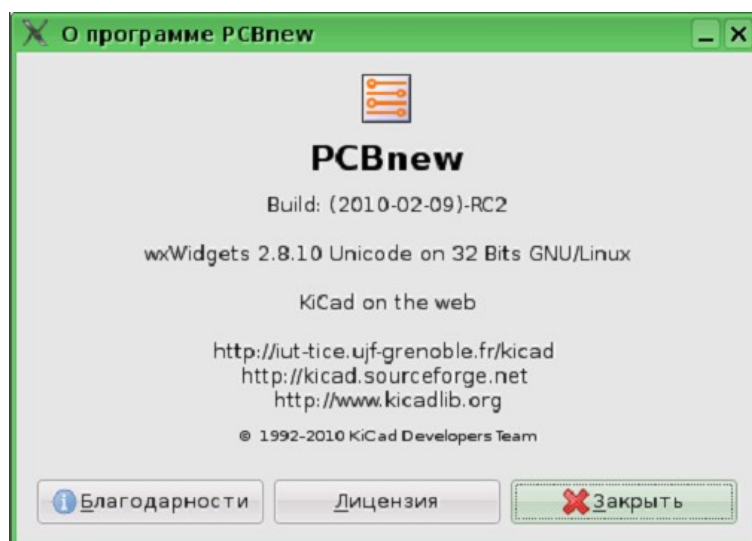 О программе PCBnew
PCBnew
Build: (2010-02-09)-RC2
wxWidgets 2.8.10 Unicode on 32 Bits GNU/Linux
KiCad on the web
http://iut-tice.ujf-grenoble.fr/kicad
http://kicad.sourceforge.net
http://www.kicadlib.org
© 1992-2010 KiCad Developers Team
Благодарности
Лицензия
Закрыть